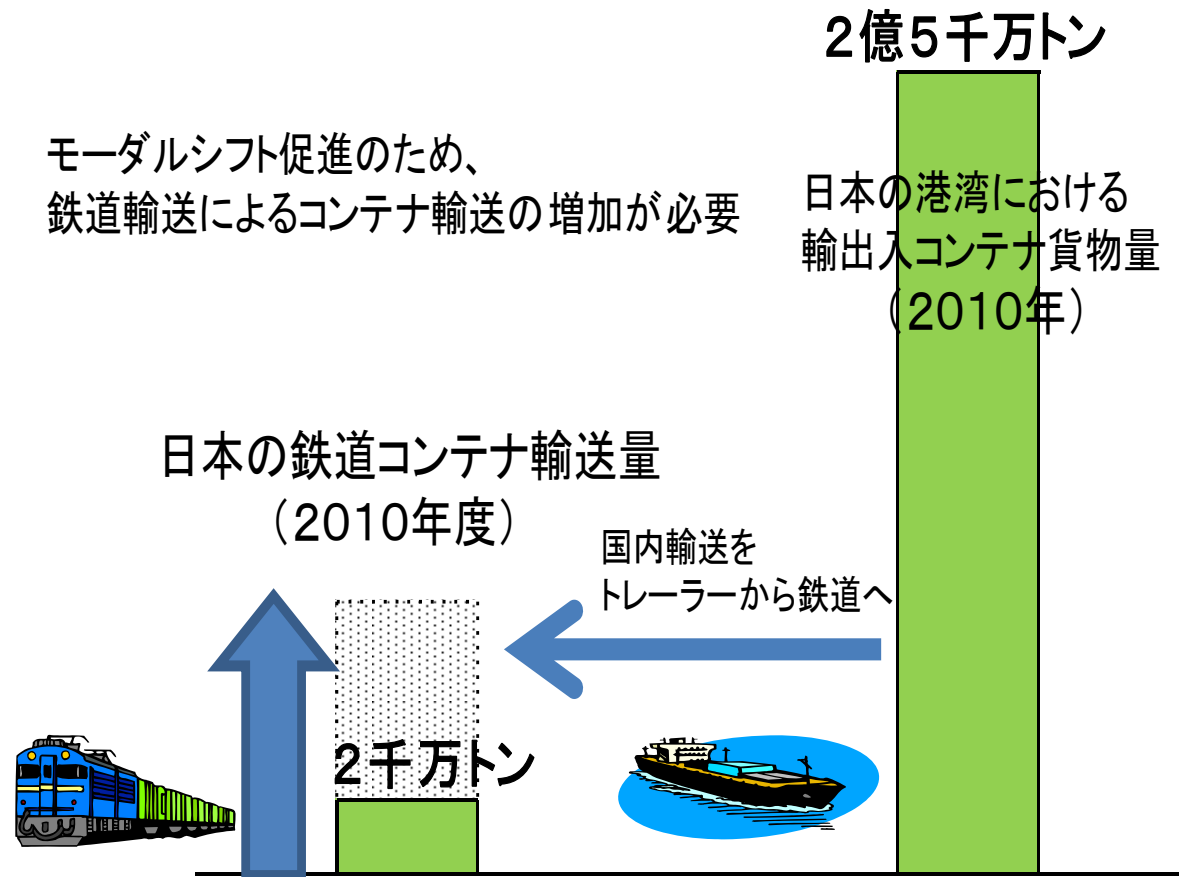 2億5千万トン
モーダルシフト促進のため、
鉄道輸送によるコンテナ輸送の増加が必要
日本の港湾における
輸出入コンテナ貨物量
（2010年）
日本の鉄道コンテナ輸送量
（2010年度）
国内輸送を
トレーラーから鉄道へ
2千万トン